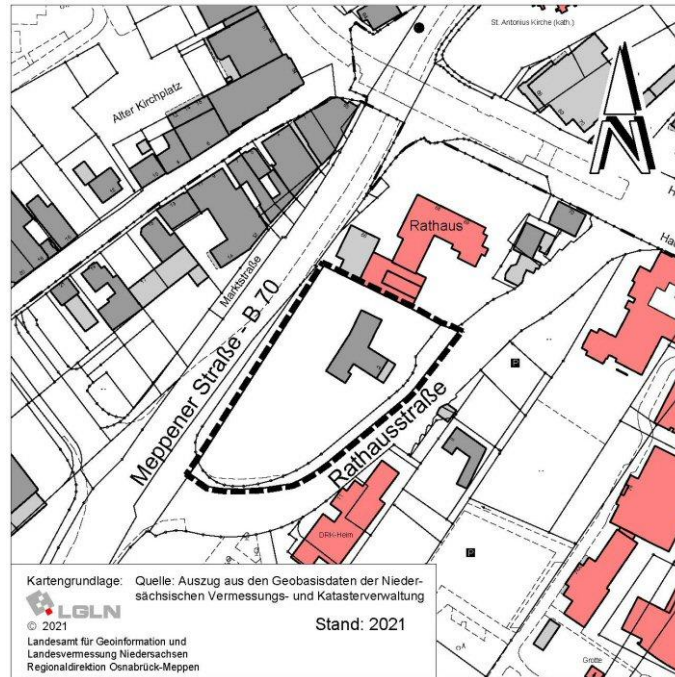 St. Antonius Kirche (kath.)
Alter Kirchplatz
Rathaus
Marktstraße
Meppener Straße - B 70
Rathausstraße
P
DRK-Heim
P
Grotte
N
Kartengrundlage: Quelle: Auszug aus den Geobasisdaten der Nieder-
sächsischen Vermessungs- und Katasterverwaltung
LGLN
© 2021
Stand: 2021
Landesamt für Geoinformation und
Landesvermessung Niedersachsen
Regionaldirektion Osnabrück-Meppen